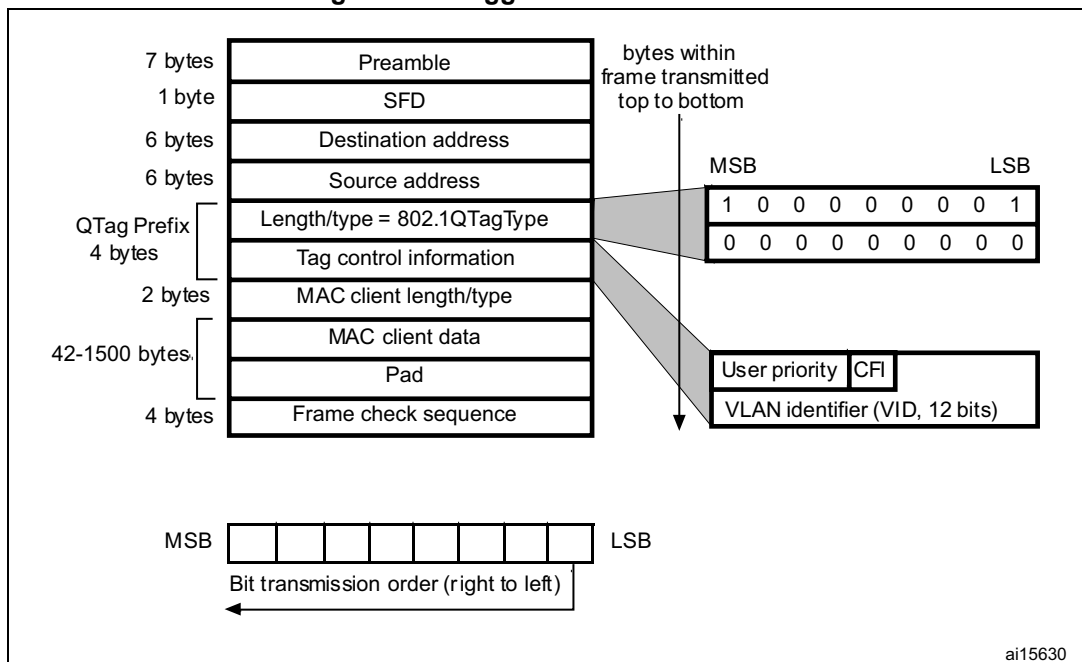 7 bytes
Preamble
1 byte
SFD
6 bytes
Destination address
6 bytes
Source address
QTag Prefix
4 bytes
Length/type = 802.1QTagType
Tag control information
2 bytes
MAC client length/type
42-1500 bytes
MAC client data
Pad
4 bytes
Frame check sequence
bytes within
frame transmitted
top to bottom
MSB LSB
1 0 0 0 0 0 0 0 0 1
0 0 0 0 0 0 0 0 0 0
User priority CFI
VLAN identifier (VID, 12 bits)
MSB LSB
Bit transmission order (right to left)
ai15630